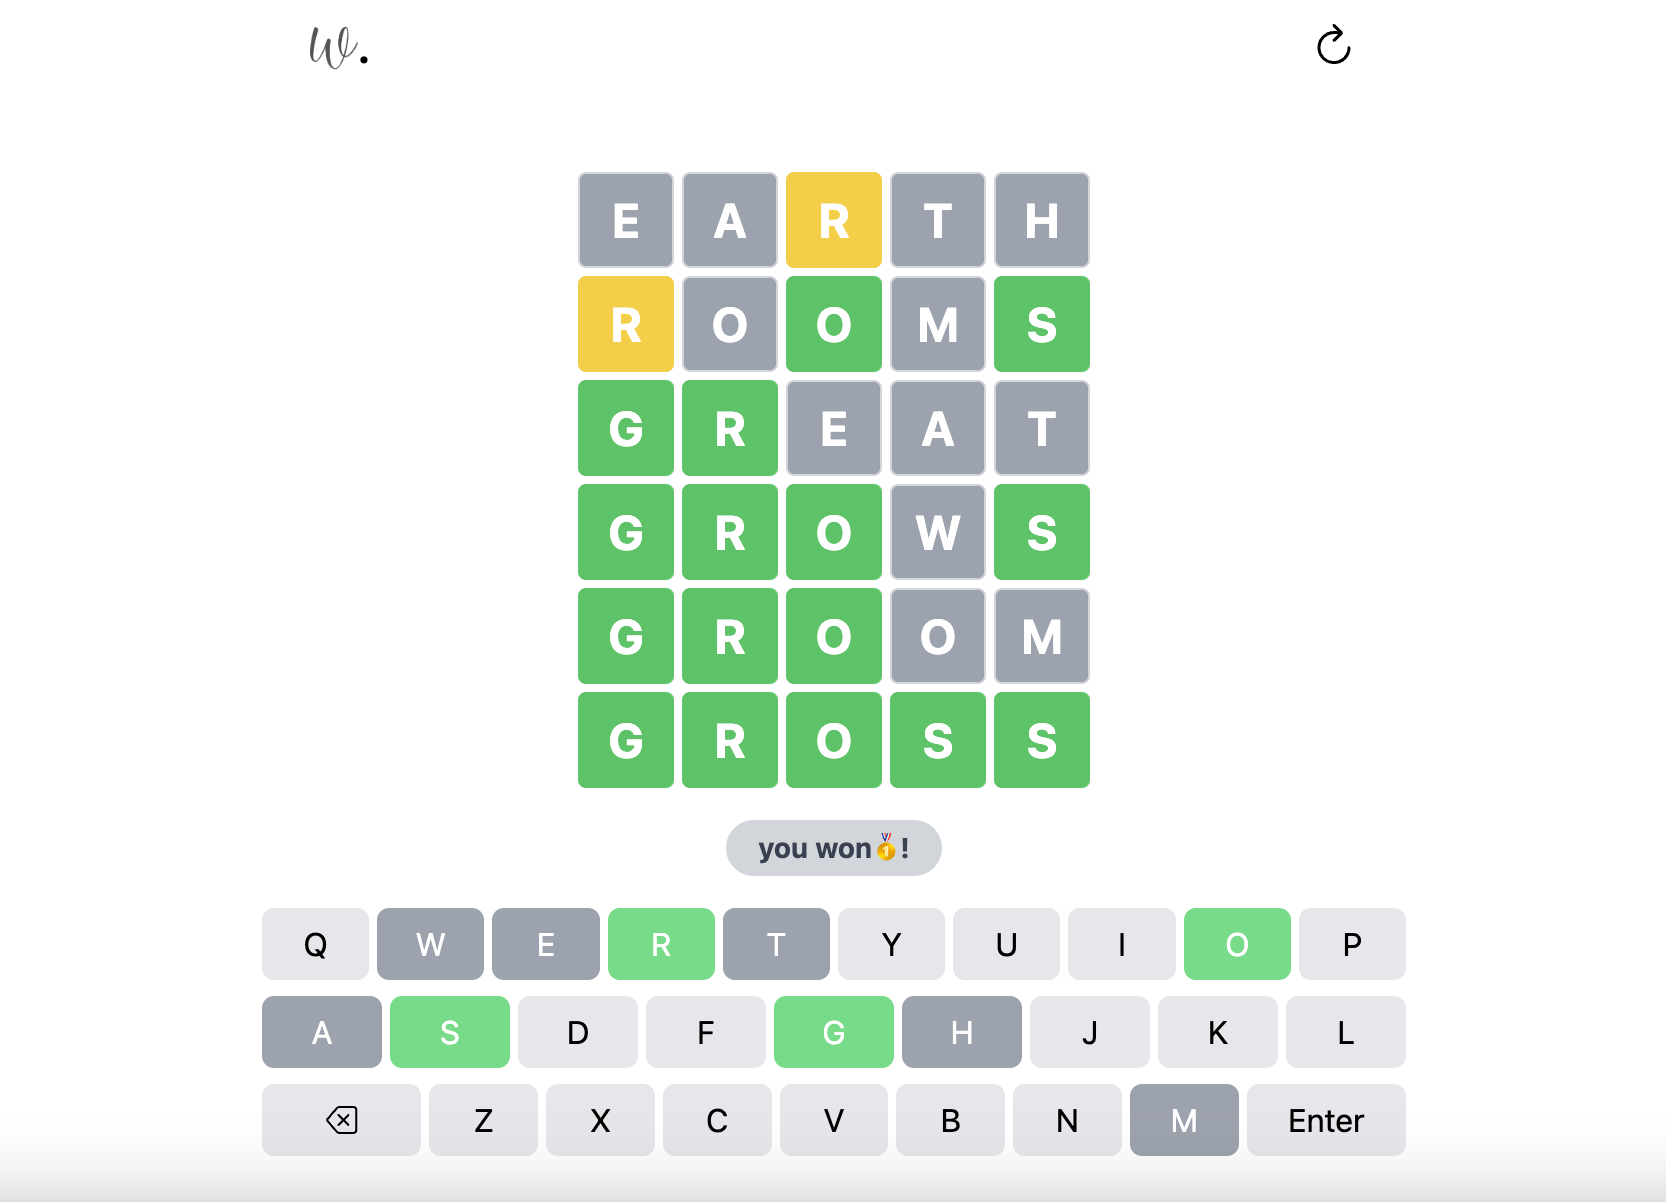 W.
E A R T H
R O O M S
G R E A T
G R O W S
G R O O M
G R O S S
you won🏅!
Q W E R T Y U I O P
A S D F G H J K L
Z X C V B N M Enter